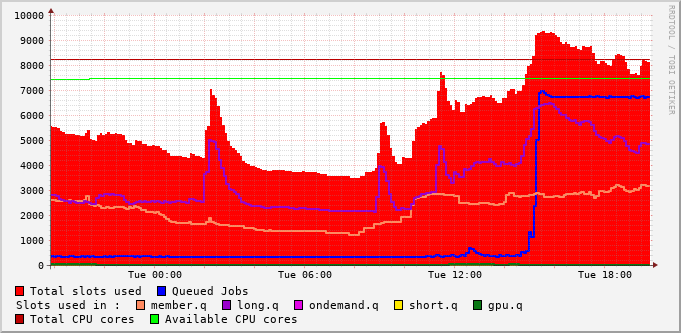 10000
9000
8000
7000
6000
5000
4000
3000
2000
1000
0
Tue 00:00 Tue 06:00 Tue 12:00 Tue 18:00
RRDTOOL / TOBI OETIKER
Total slots used Queued Jobs
Slots used in : member.q long.q ondemand.q short.q gpu.q
Total CPU cores Available CPU cores